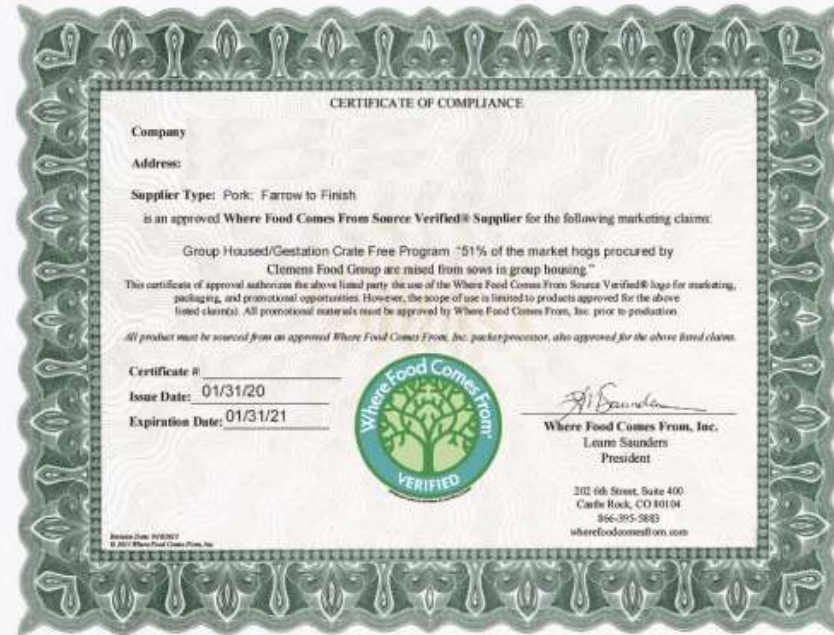 CERTIFICATE OF COMPLIANCE
Company
Address:
Supplier Type: Pork: Farrow to Finish
is an approved Where Food Comes From Source Verified® Supplier for the following marketing claims:
Group Housed/Gestation Crate Free Program "51% of the market hogs procured by
Clemens Food Group are raised from sows in group housing."
This certificate of approval authorizes the above listed party the use of the Where Food Comes From Source Verified® logo for marketing,
packaging, and promotional opportunities. However, the scope of use is limited to products approved for the above
listed claim(s). All promotional materials must be approved by Where Food Comes From, Inc. prior to production
All product must be sourced from an approved Where Food Comes From, Inc. packer/processor, also approved for the above listed claims.
Certificate #:
Issue Date: 01/31/20
Expiration Date: 01/31/21
Where Food Comes From
VERIFIED
Where Food Comes From, Inc.
Leann Saunders
President
202 6th Street, Suite 400
Castle Rock, CO 80104
866-395-5883
wherefoodcomesfrom.com
Revision Date:
© Where Food Comes From, Inc.